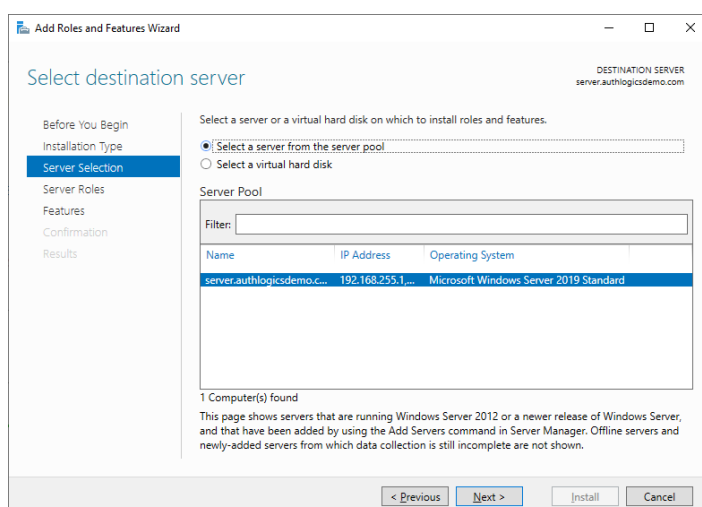 Add Roles and Features Wizard
Select destination server
DESTINATION SERVER
server.authlogicsdemo.com
Before You Begin
Installation Type
Server Selection
Server Roles
Features
Confirmation
Results
Select a server or a virtual hard disk on which to install roles and features.
Select a server from the server pool
Select a virtual hard disk
Server Pool
Filter:
Name IP Address Operating System
server.authlogicsdemo.c... 192.168.255.1,... Microsoft Windows Server 2019 Standard
1 Computer(s) found
This page shows servers that are running Windows Server 2012 or a newer release of Windows Server,
and that have been added by using the Add Servers command in Server Manager. Offline servers and
newly-added servers from which data collection is still incomplete are not shown.
< Previous Next > Install Cancel